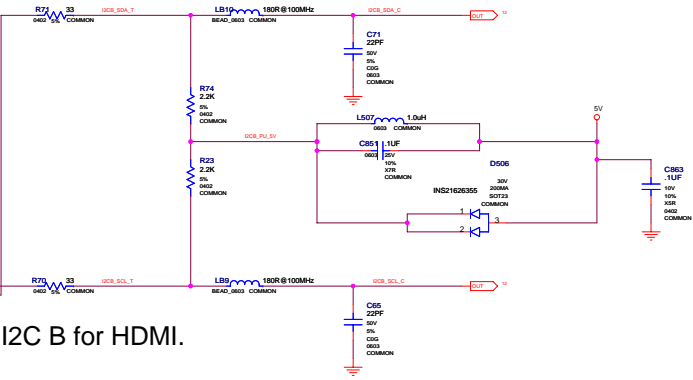 R71 33
0402 5% COMMON
I2CB_SDA_T
LB10 180R@100MHz
BEAD_0603 COMMON
I2CB_SDA_C
OUT 12
C71
22PF
50V
5%
C0G
0603
COMMON
R74
2.2K
5%
0402
COMMON
I2CB_PU_5V
R23
2.2K
5%
0402
COMMON
L507 1.0uH
0603 COMMON
C851 .1UF
0603 25V
10%
X7R
COMMON
D506
30V
200MA
SOT23
COMMON
INS21626355
1
2
3
5V
C863
.1UF
10V
10%
X5R
0402
COMMON
R70 33
0402 5% COMMON
I2CB_SCL_T
LB9 180R@100MHz
BEAD_0603 COMMON
I2CB_SCL_C
OUT 12
C65
22PF
50V
5%
C0G
0603
COMMON
I2C B for HDMI.